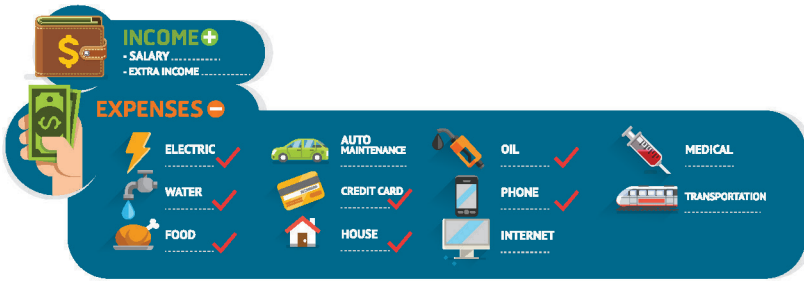 INCOME
- SALARY
- EXTRA INCOME
EXPENSES
ELECTRIC
WATER
FOOD
AUTO
MAINTENANCE
CREDIT CARD
HOUSE
OIL
PHONE
INTERNET
MEDICAL
TRANSPORTATION